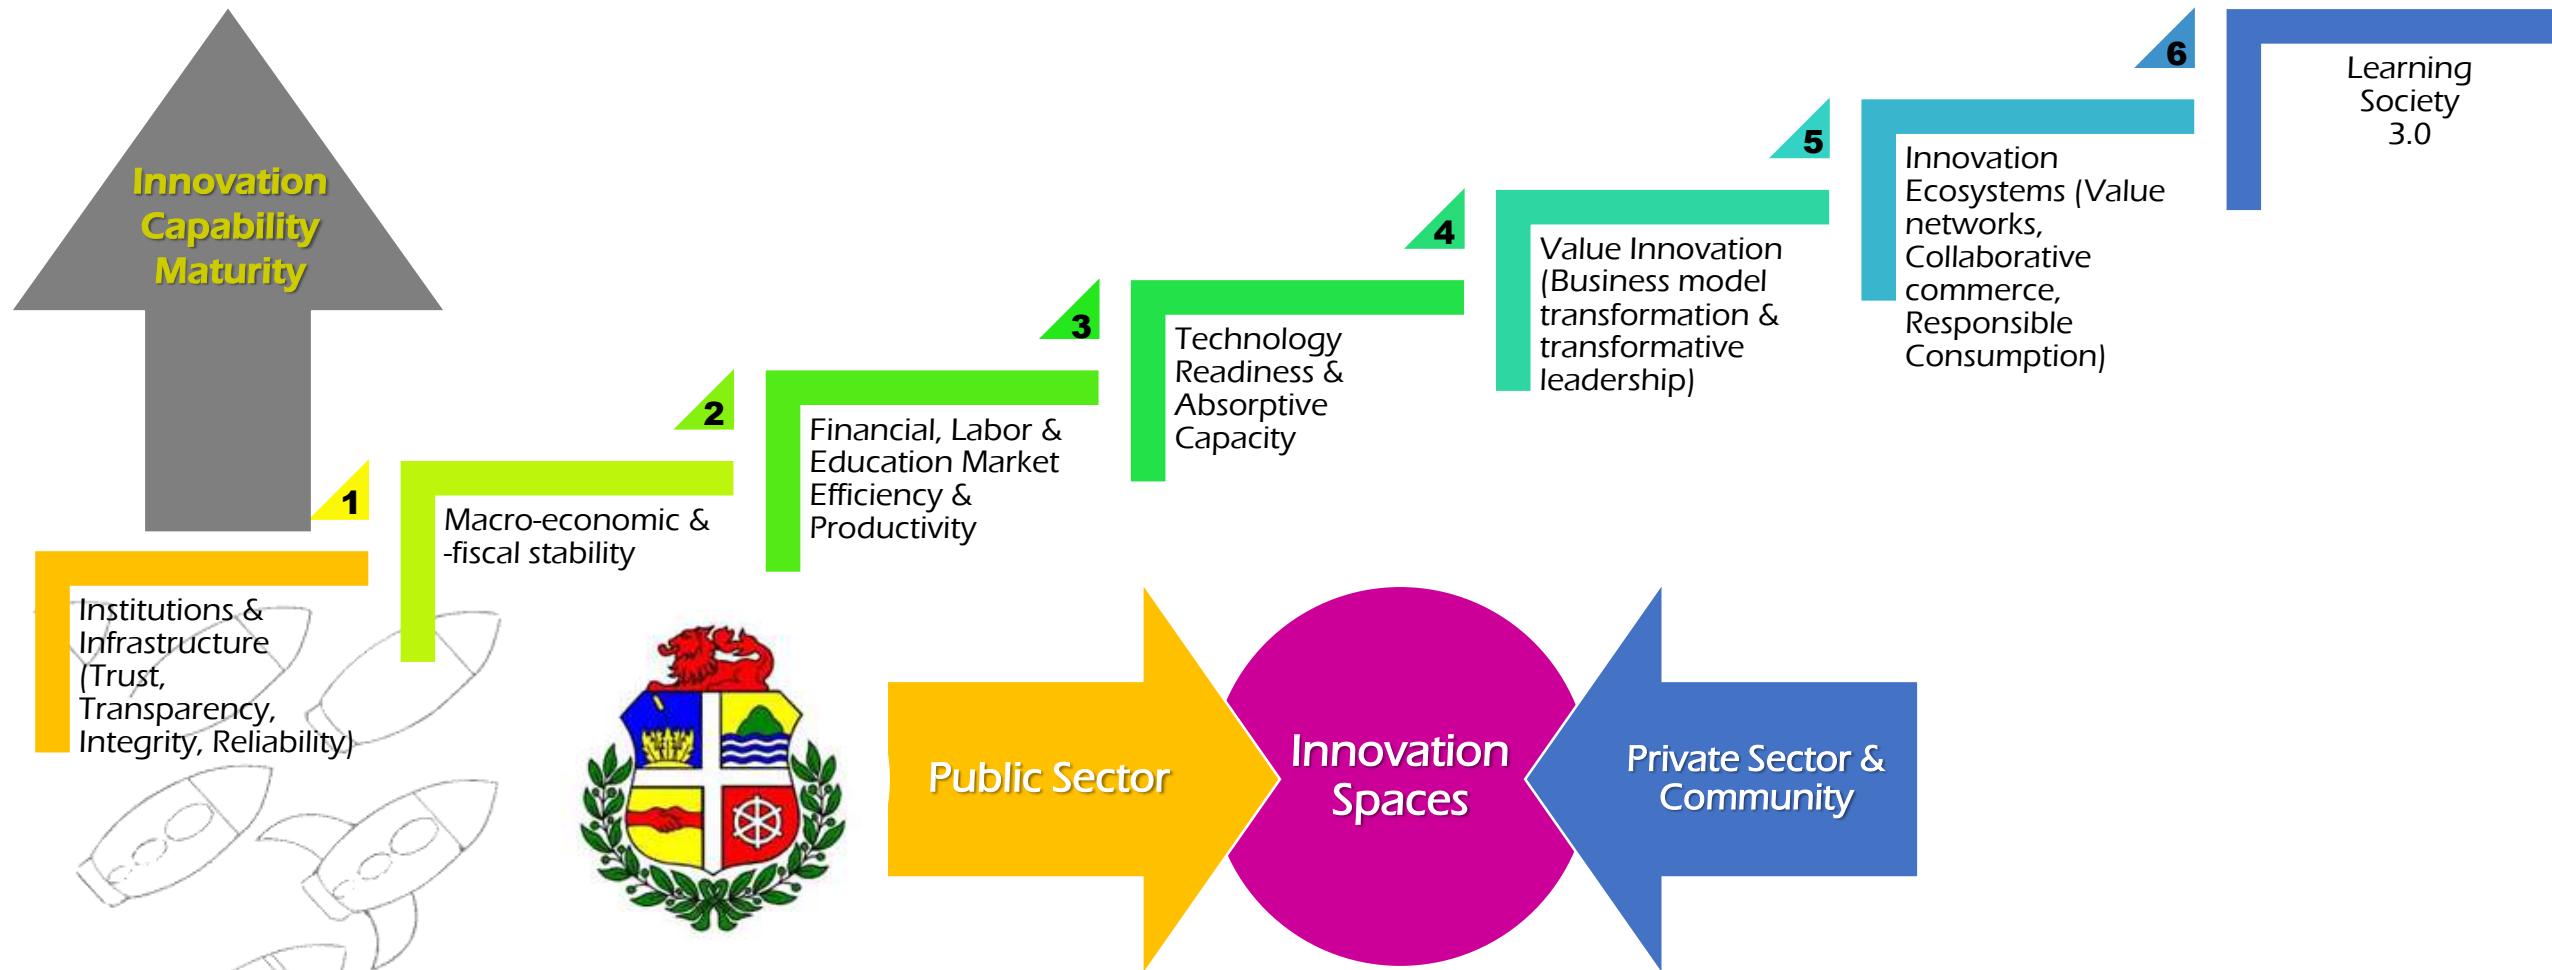 Innovation
Capability
Maturity
1
Institutions &
Infrastructure
(Trust,
Transparency,
Integrity, Reliability)
2
Macro-economic &
-fiscal stability
3
Financial, Labor &
Education Market
Efficiency &
Productivity
4
Technology
Readiness &
Absorptive
Capacity
5
Value Innovation
(Business model
transformation &
transformative
leadership)
6
Innovation
Ecosystems (Value
networks,
Collaborative
commerce,
Responsible
Consumption)
Learning
Society
3.0
Public Sector
Innovation
Spaces
Private Sector &
Community